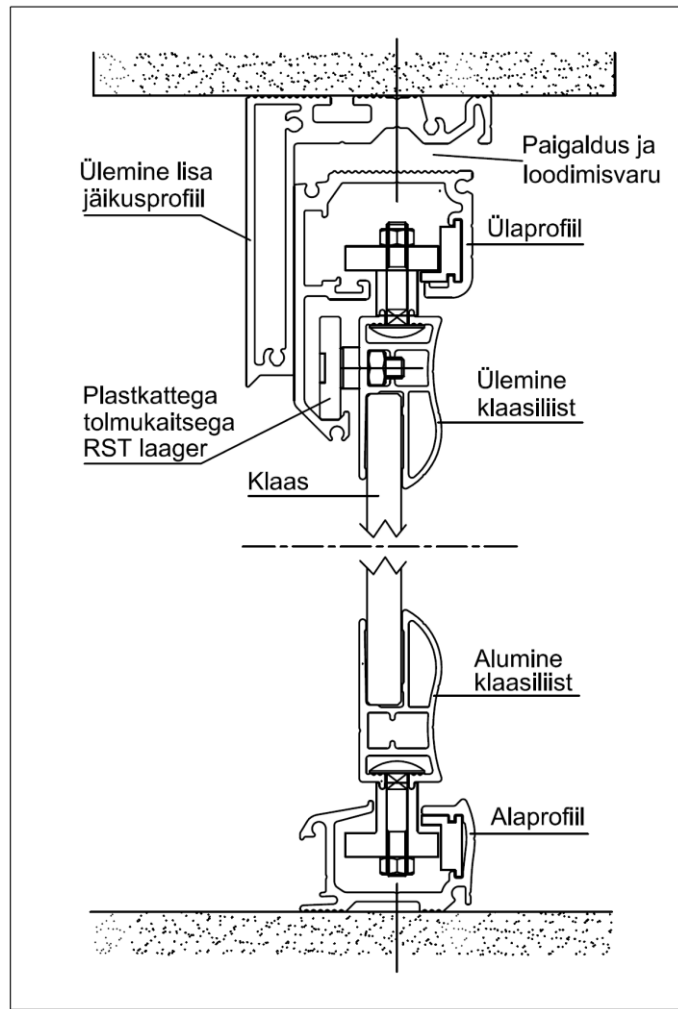 Ülemine lisa
jäikusprofiil
Paigaldus ja
loodimisvaru
Ülaprofiil
Plastkattega
tolmukaitsega
RST laager
Ülemine
klaasiliist
Klaas
Alumine
klaasiliist
Alaprofiil